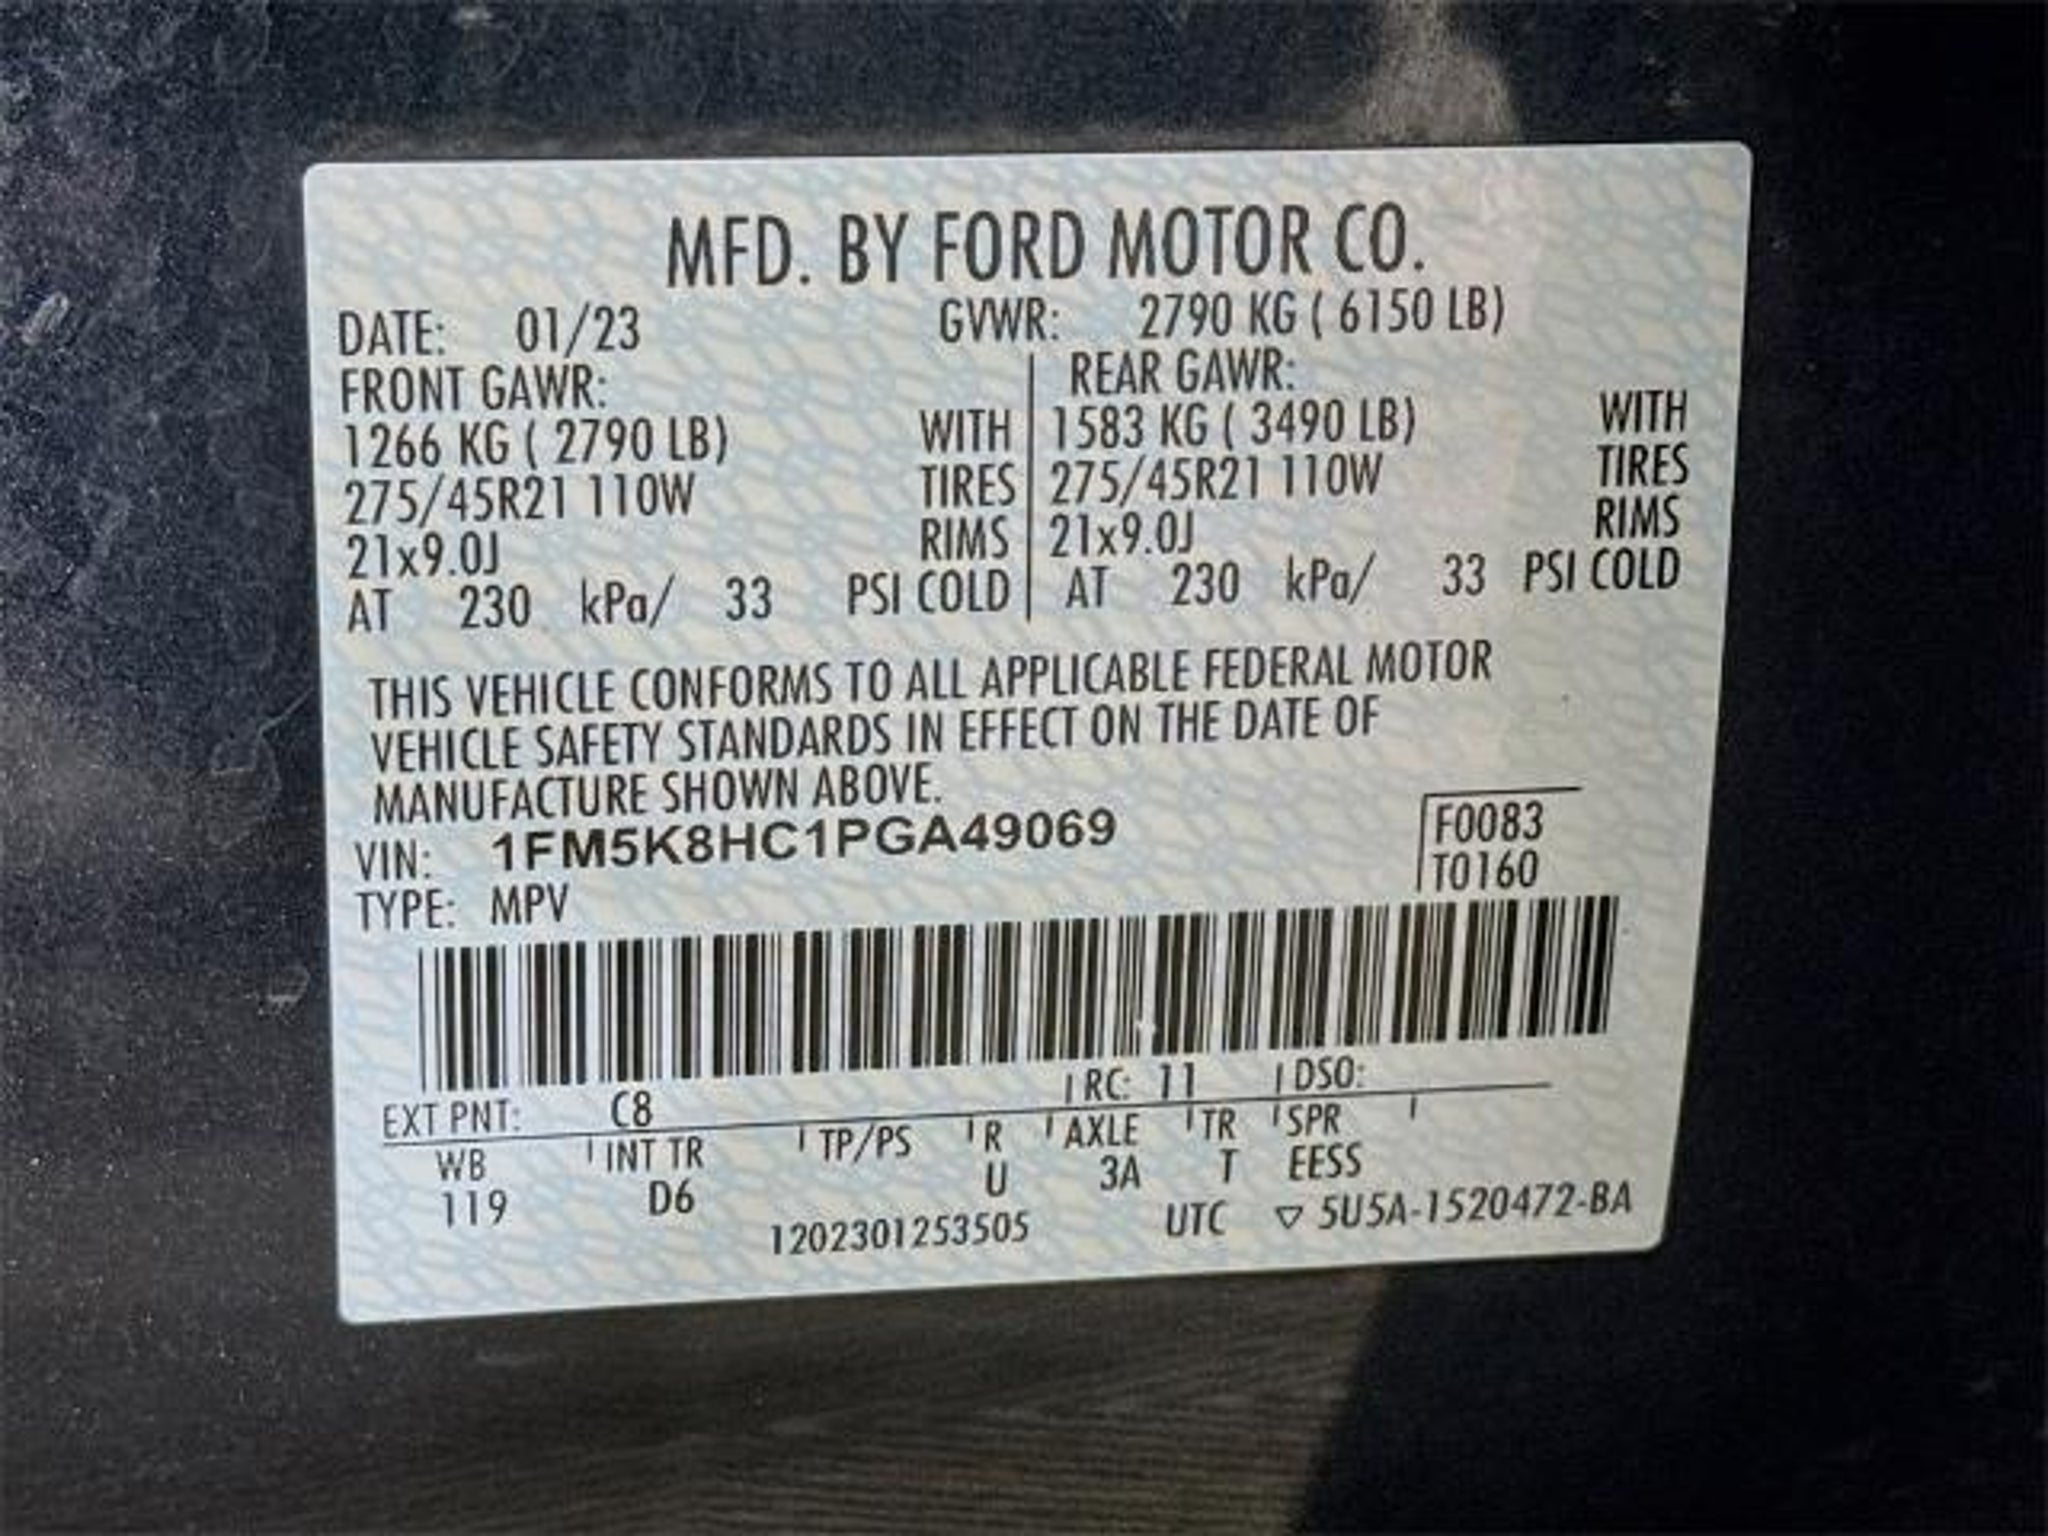 MFD. BY FORD MOTOR CO.
DATE: 01/23 GVWR: 2790 KG ( 6150 LB)
FRONT GAWR: REAR GAWR:
1266 KG ( 2790 LB) WITH 1583 KG ( 3490 LB) WITH
275/45R21 110W TIRES 275/45R21 110W TIRES
21x9.0J RIMS 21x9.0J RIMS
AT 230 kPa/ 33 PSI COLD AT 230 kPa/ 33 PSI COLD
THIS VEHICLE CONFORMS TO ALL APPLICABLE FEDERAL MOTOR
VEHICLE SAFETY STANDARDS IN EFFECT ON THE DATE OF
MANUFACTURE SHOWN ABOVE.
VIN: 1FM5K8HC1PGA49069 F0083
TYPE: MPV T0160
EXT PNT: C8 RC: 11 DSO:
WB INT TR TP/PS R AXLE TR SPR
119 D6 U 3A T EESS
1202301253505 UTC ▽ 5U5A-1520472-BA